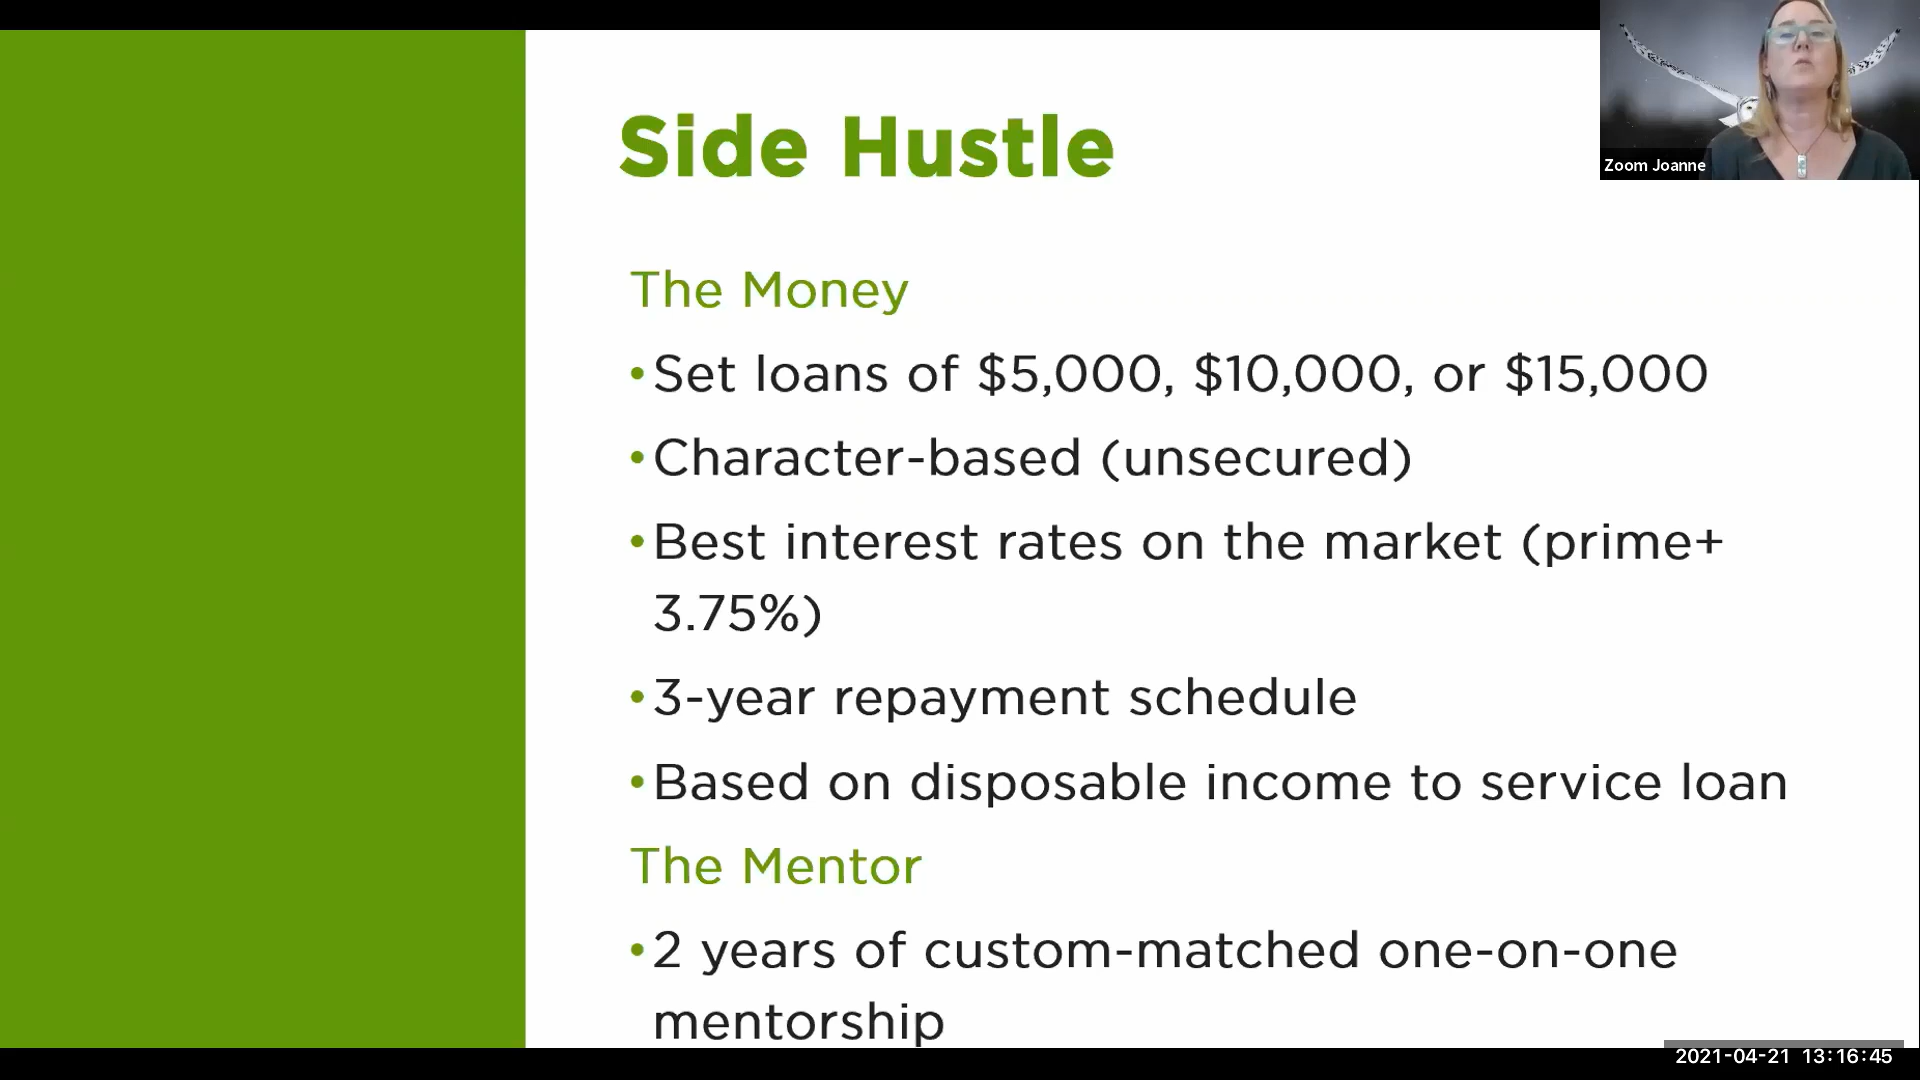 Side Hustle
Zoom Joanne
The Money
•Set loans of $5,000, $10,000, or $15,000
•Character-based (unsecured)
•Best interest rates on the market (prime+
3.75%)
•3-year repayment schedule
•Based on disposable income to service loan
The Mentor
•2 years of custom-matched one-on-one
mentorship
2021-04-21 13:16:45